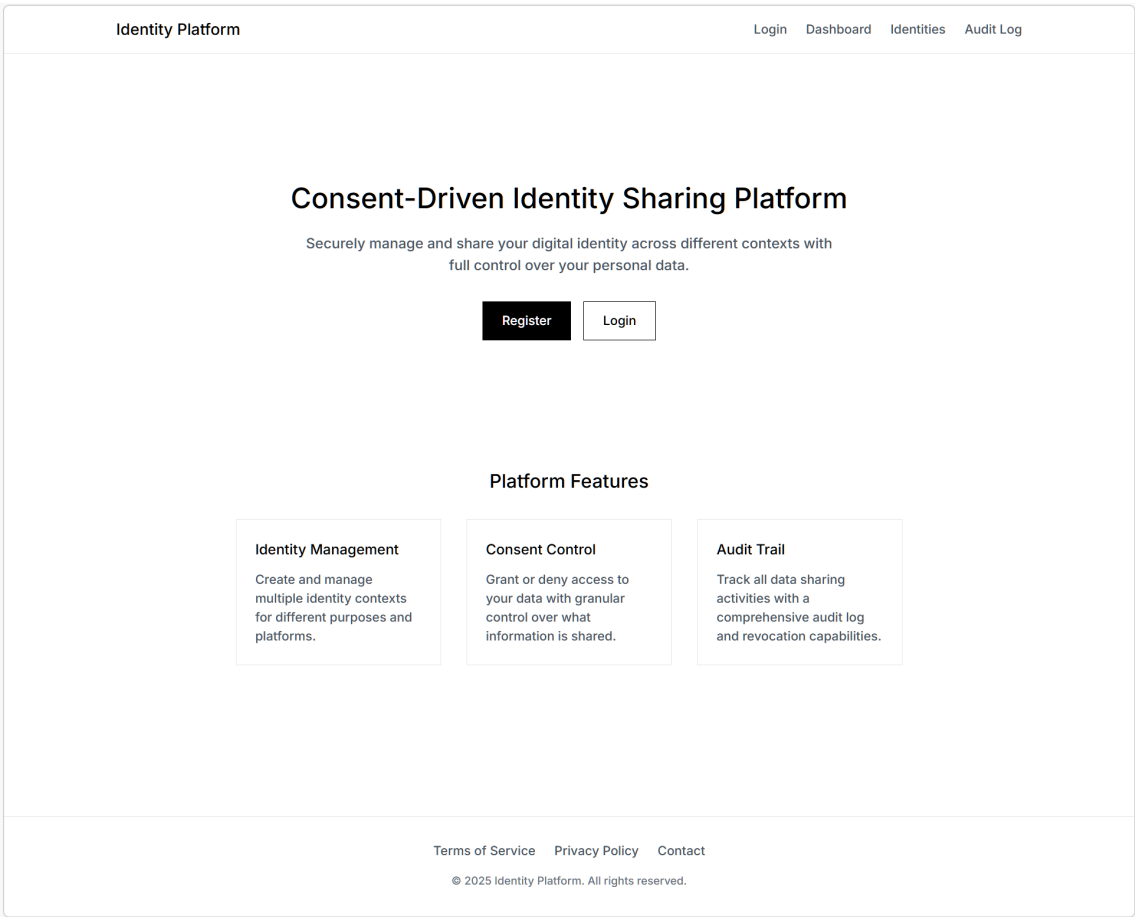 Identity Platform
Login Dashboard Identities Audit Log
Consent-Driven Identity Sharing Platform
Securely manage and share your digital identity across different contexts with
full control over your personal data.
Register
Login
Platform Features
Identity Management
Create and manage
multiple identity contexts
for different purposes and
platforms.
Consent Control
Grant or deny access to
your data with granular
control over what
information is shared.
Audit Trail
Track all data sharing
activities with a
comprehensive audit log
and revocation capabilities.
Terms of Service Privacy Policy Contact
© 2025 Identity Platform. All rights reserved.